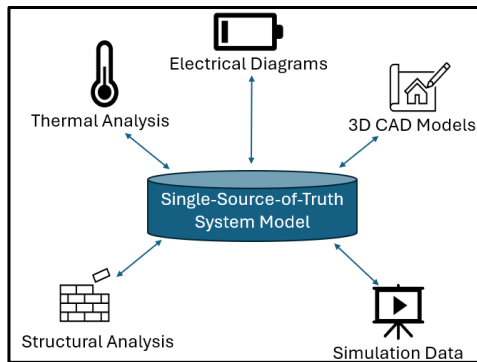 Electrical Diagrams
Thermal Analysis
3D CAD Models
Single-Source-of-Truth
System Model
Structural Analysis
Simulation Data